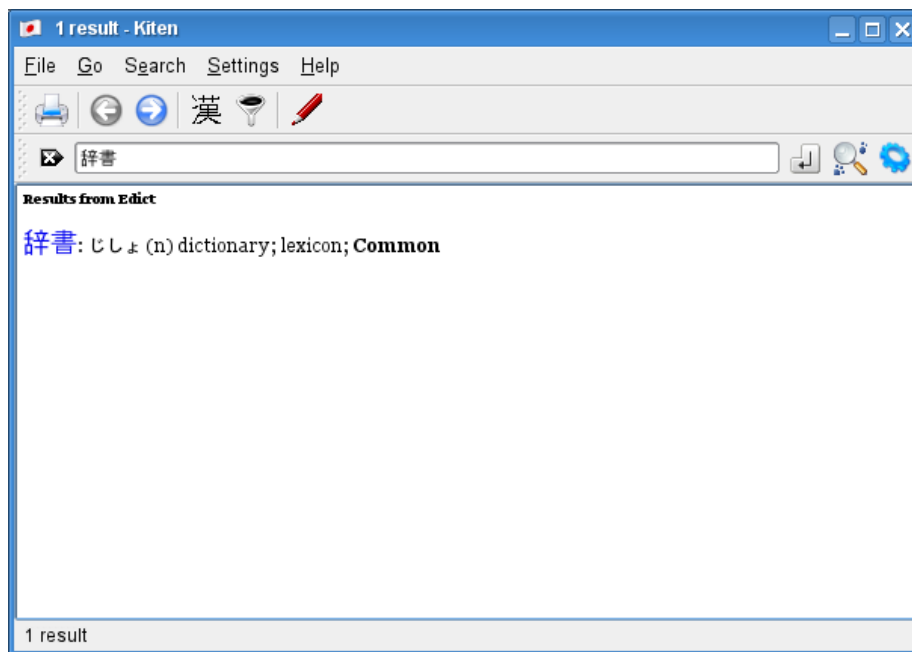 1 result - Kiten
File Go Search Settings Help
漢
辞書
Results from Edict
辞書: じしょ (n) dictionary; lexicon; Common
1 result